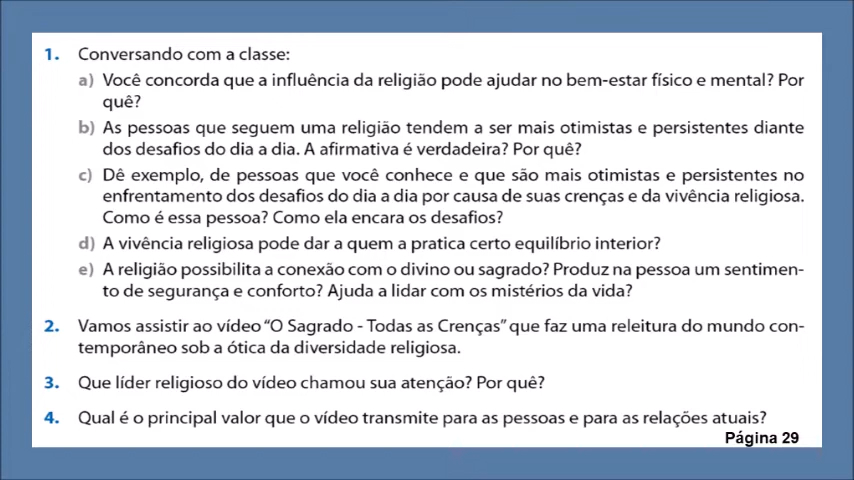 1. Conversando com a classe:
a) Você concorda que a influência da religião pode ajudar no bem-estar físico e mental? Por
quê?
b) As pessoas que seguem uma religião tendem a ser mais otimistas e persistentes diante
dos desafios do dia a dia. A afirmativa é verdadeira? Por quê?
c) Dê exemplo, de pessoas que você conhece e que são mais otimistas e persistentes no
enfrentamento dos desafios do dia a dia por causa de suas crenças e da vivência religiosa.
Como é essa pessoa? Como ela encara os desafios?
d) A vivência religiosa pode dar a quem a pratica certo equilíbrio interior?
e) A religião possibilita a conexão com o divino ou sagrado? Produz na pessoa um sentimen-
to de segurança e conforto? Ajuda a lidar com os mistérios da vida?
2. Vamos assistir ao vídeo “O Sagrado - Todas as Crenças” que faz uma releitura do mundo con-
temporâneo sob a ótica da diversidade religiosa.
3. Que líder religioso do vídeo chamou sua atenção? Por quê?
4. Qual é o principal valor que o vídeo transmite para as pessoas e para as relações atuais?
Página 29